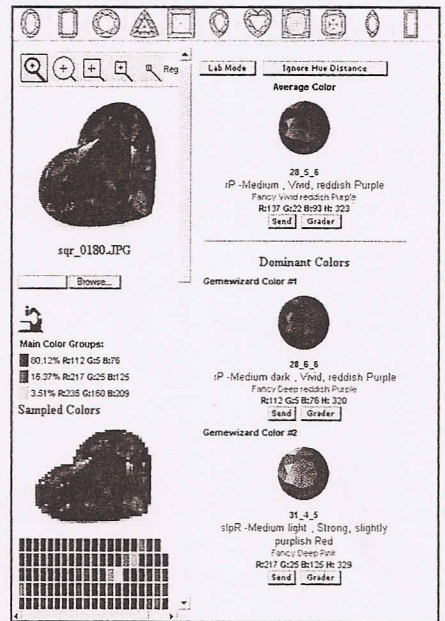 Reg
sqr_0180.JPG
Browse...
Main Color Groups:
80.12% R:112 G:5 B:76
16.37% R:217 G:25 B:125
3.51% R:235 G:160 B:209
Sampled Colors
Lab Mode Ignore Hue Distance
Average Color
28_5_6
rP -Medium , Vivid, reddish Purple
Fancy Vivid reddish Purple
R:137 G:22 B:93 H: 323
Send Grader
Dominant Colors
Gemewizard Color #1
28_6_6
rP -Medium dark , Vivid, reddish Purple
Fancy Deep reddish Purple
R:112 G:5 B:76 H: 320
Send Grader
Gemewizard Color #2
31_4_5
slpR -Medium light , Strong, slightly
purplish Red
Fancy Deep Pink
R:217 G:25 B:125 H: 329
Send Grader